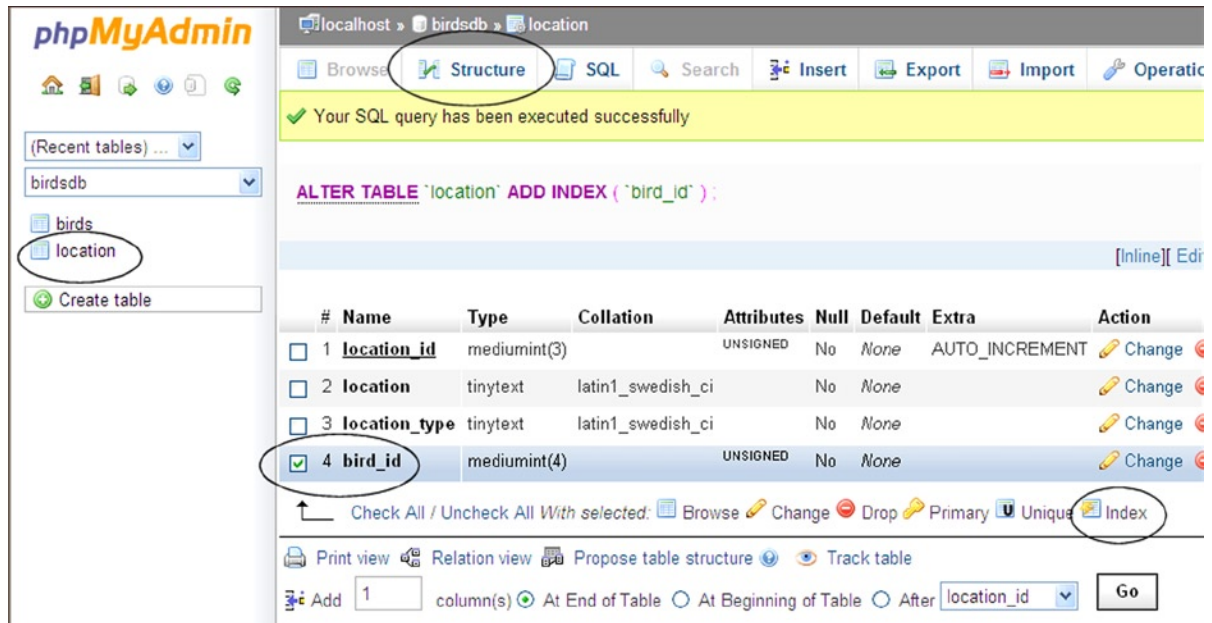 phpMyAdmin
localhost » birdsdb » location
Browse Structure SQL Search Insert Export Import Operatic
Your SQL query has been executed successfully
(Recent tables) ...
birdsdb
ALTER TABLE `location` ADD INDEX ( `bird_id` ) ;
birds
location
[Inline][ Edi
Create table
# Name Type Collation Attributes Null Default Extra Action
1 location_id mediumint(3) UNSIGNED No None AUTO_INCREMENT Change
2 location tinytext latin1_swedish_ci No None Change
3 location_type tinytext latin1_swedish_ci No None Change
4 bird_id mediumint(4) UNSIGNED No None Change
Check All / Uncheck All With selected: Browse Change Drop Primary Unique Index
Print view Relation view Propose table structure Track table
Add 1 column(s) At End of Table At Beginning of Table After location_id Go